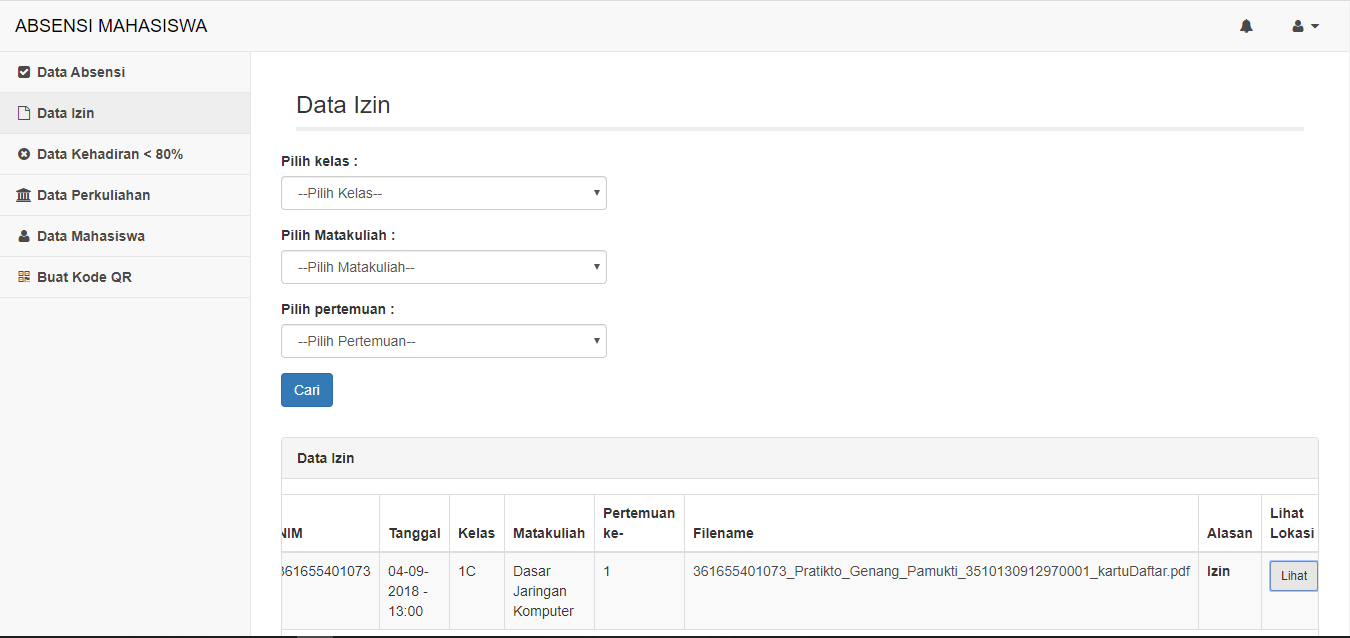 ABSENSI MAHASISWA
Data Absensi
Data Izin
Data Kehadiran < 80%
Data Perkuliahan
Data Mahasiswa
Buat Kode QR
Data Izin
Pilih kelas :
--Pilih Kelas--
Pilih Matakuliah :
--Pilih Matakuliah--
Pilih pertemuan :
--Pilih Pertemuan--
Cari
Data Izin
NIM
Tanggal
Kelas
Matakuliah
Pertemuan
ke-
Filename
Alasan
Lihat
Lokasi
361655401073
04-09-
2018 -
13:00
1C
Dasar
Jaringan
Komputer
1
361655401073_Pratikto_Genang_Pamukti_3510130912970001_kartuDaftar.pdf
Izin
Lihat